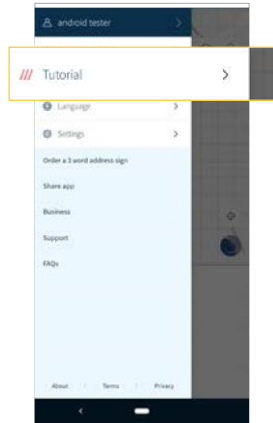 android tester
Tutorial
Language
Settings
Order a 3 word address sign
Share app
Business
Support
FAQs
About
Terms
Privacy